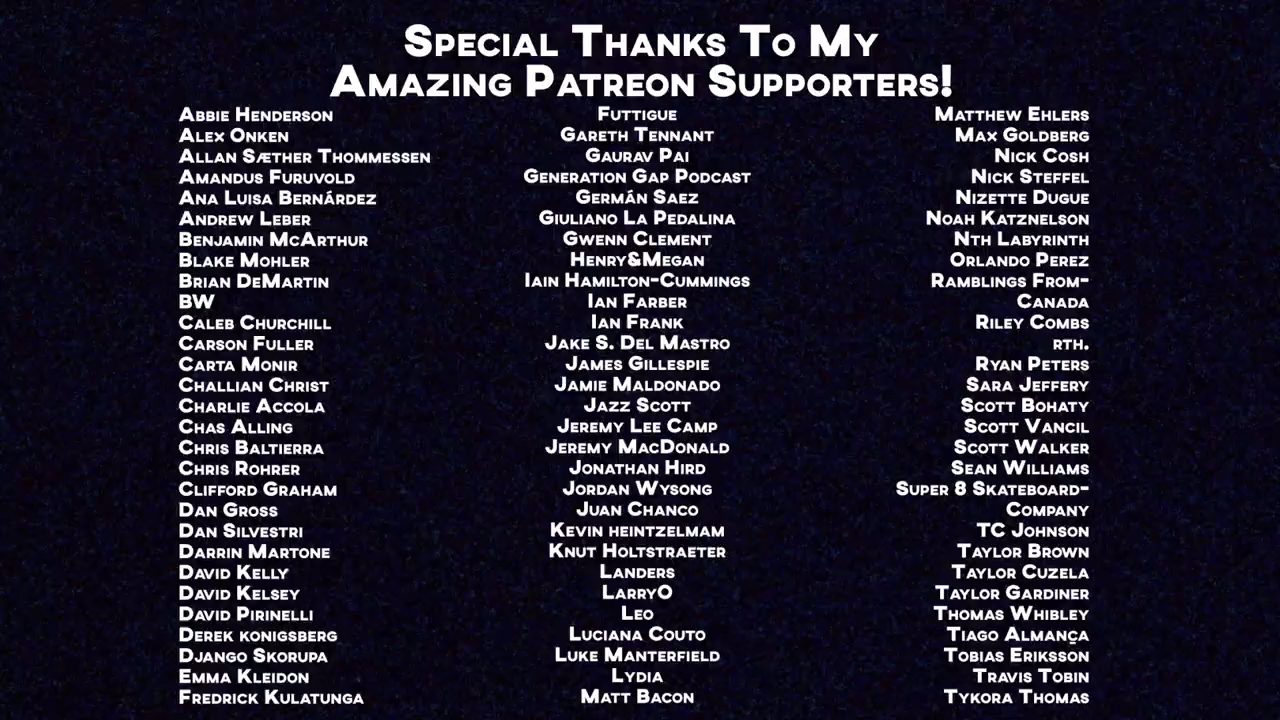 Special Thanks To My
Amazing Patreon Supporters!
Abbie Henderson
Alex Onken
Allan Sæther Thommessen
Amandus Furuvold
Ana Luisa Bernárdez
Andrew Leber
Benjamin McArthur
Blake Mohler
Brian DeMartin
BW
Caleb Churchill
Carson Fuller
Carta Monir
Challian Christ
Charlie Accola
Chas Alling
Chris Baltierra
Chris Rohrer
Clifford Graham
Dan Gross
Dan Silvestri
Darrin Martone
David Kelly
David Kelsey
David Pirinelli
Derek konigsberg
Django Skorupa
Emma Kleidon
Fredrick Kulatunga
Futtigue
Gareth Tennant
Gaurav Pai
Generation Gap Podcast
Germán Saez
Giuliano La Pedalina
Gwenn Clement
Henry&Megan
Iain Hamilton-Cummings
Ian Farber
Ian Frank
Jake S. Del Mastro
James Gillespie
Jamie Maldonado
Jazz Scott
Jeremy Lee Camp
Jeremy MacDonald
Jonathan Hird
Jordan Wysong
Juan Chanco
Kevin heintzelmam
Knut Holtstraeter
Landers
LarryO
Leo
Luciana Couto
Luke Manterfield
Lydia
Matt Bacon
Matthew Ehlers
Max Goldberg
Nick Cosh
Nick Steffel
Nizette Dugue
Noah Katznelson
Nth Labyrinth
Orlando Perez
Ramblings From-
Canada
Riley Combs
rth.
Ryan Peters
Sara Jeffery
Scott Bohaty
Scott Vancil
Scott Walker
Sean Williams
Super 8 Skateboard-
Company
TC Johnson
Taylor Brown
Taylor Cuzela
Taylor Gardiner
Thomas Whibley
Tiago Almança
Tobias Eriksson
Travis Tobin
Tykora Thomas